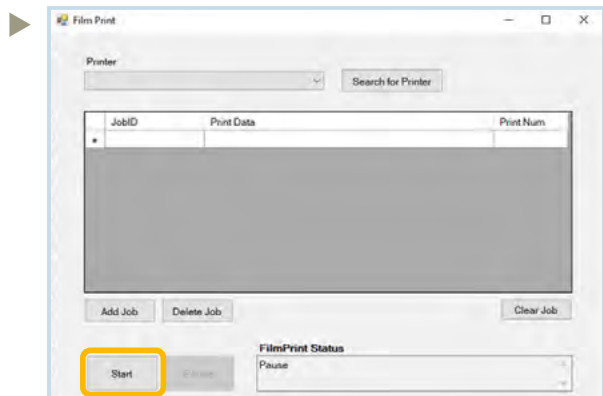 Film Print
Printer
Search for Printer
JobID Print Data Print Num
*
Add Job Delete Job Clear Job
FilmPrint Status
Start Pause